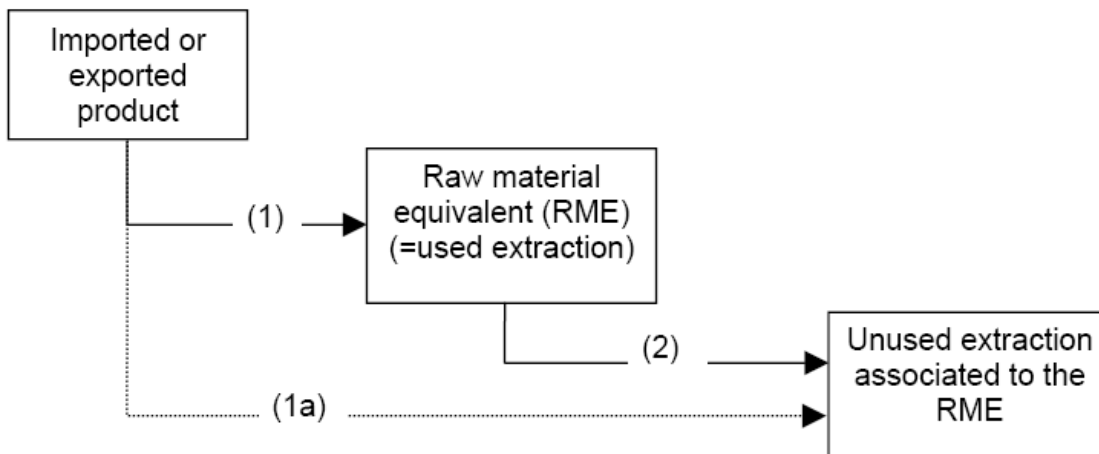 Imported or
exported
product
(1)
Raw material
equivalent (RME)
(=used extraction)
(2)
Unused extraction
associated to the
RME
(1a)